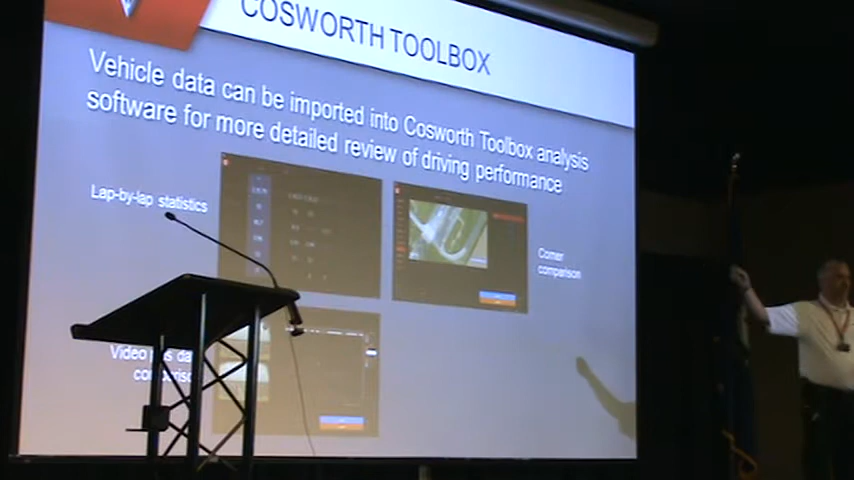 COSWORTH TOOLBOX
Vehicle data can be imported into Cosworth Toolbox analysis
software for more detailed review of driving performance
Lap-by-lap statistics
Corner
comparison
Video